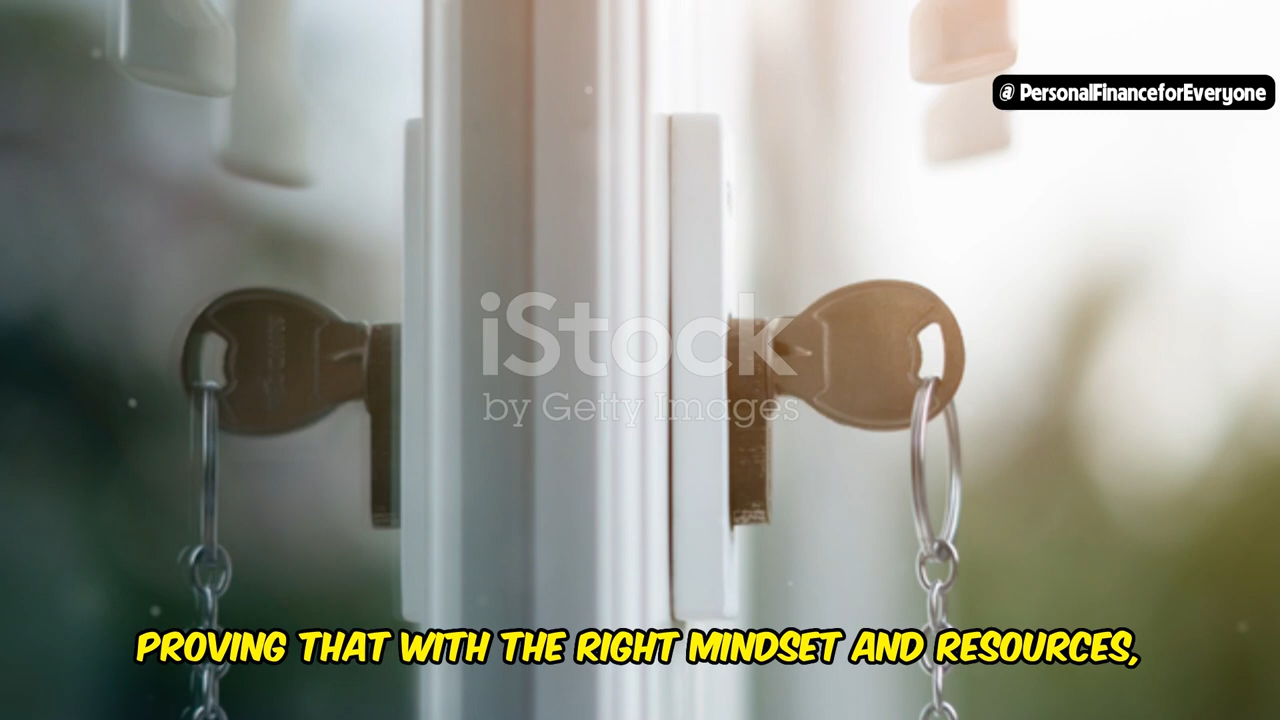 @ PersonalFinanceforEveryone
iStock
by Getty Images
PROVING THAT WITH THE RIGHT MINDSET AND RESOURCES,